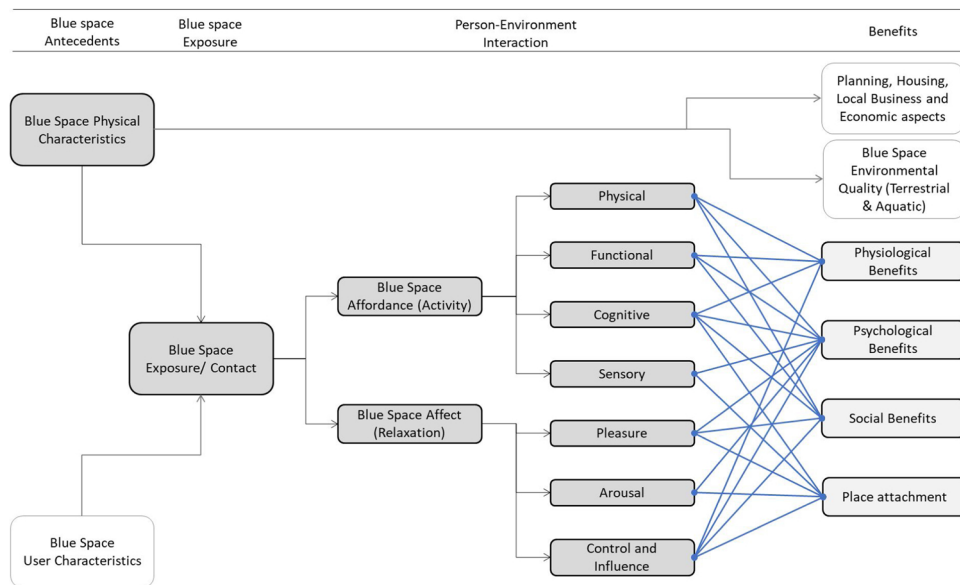 Blue space
Antecedents
Blue space
Exposure
Person-Environment
Interaction
Benefits
Planning, Housing,
Local Business and
Economic aspects
Blue Space Physical
Characteristics
Blue Space
Environmental
Quality (Terrestrial
& Aquatic)
Physical
Functional
Physiological
Benefits
Blue Space
Affordance (Activity)
Cognitive
Psychological
Benefits
Blue Space
Exposure/ Contact
Sensory
Blue Space Affect
(Relaxation)
Pleasure
Social Benefits
Arousal
Place attachment
Blue Space
User Characteristics
Control and
Influence